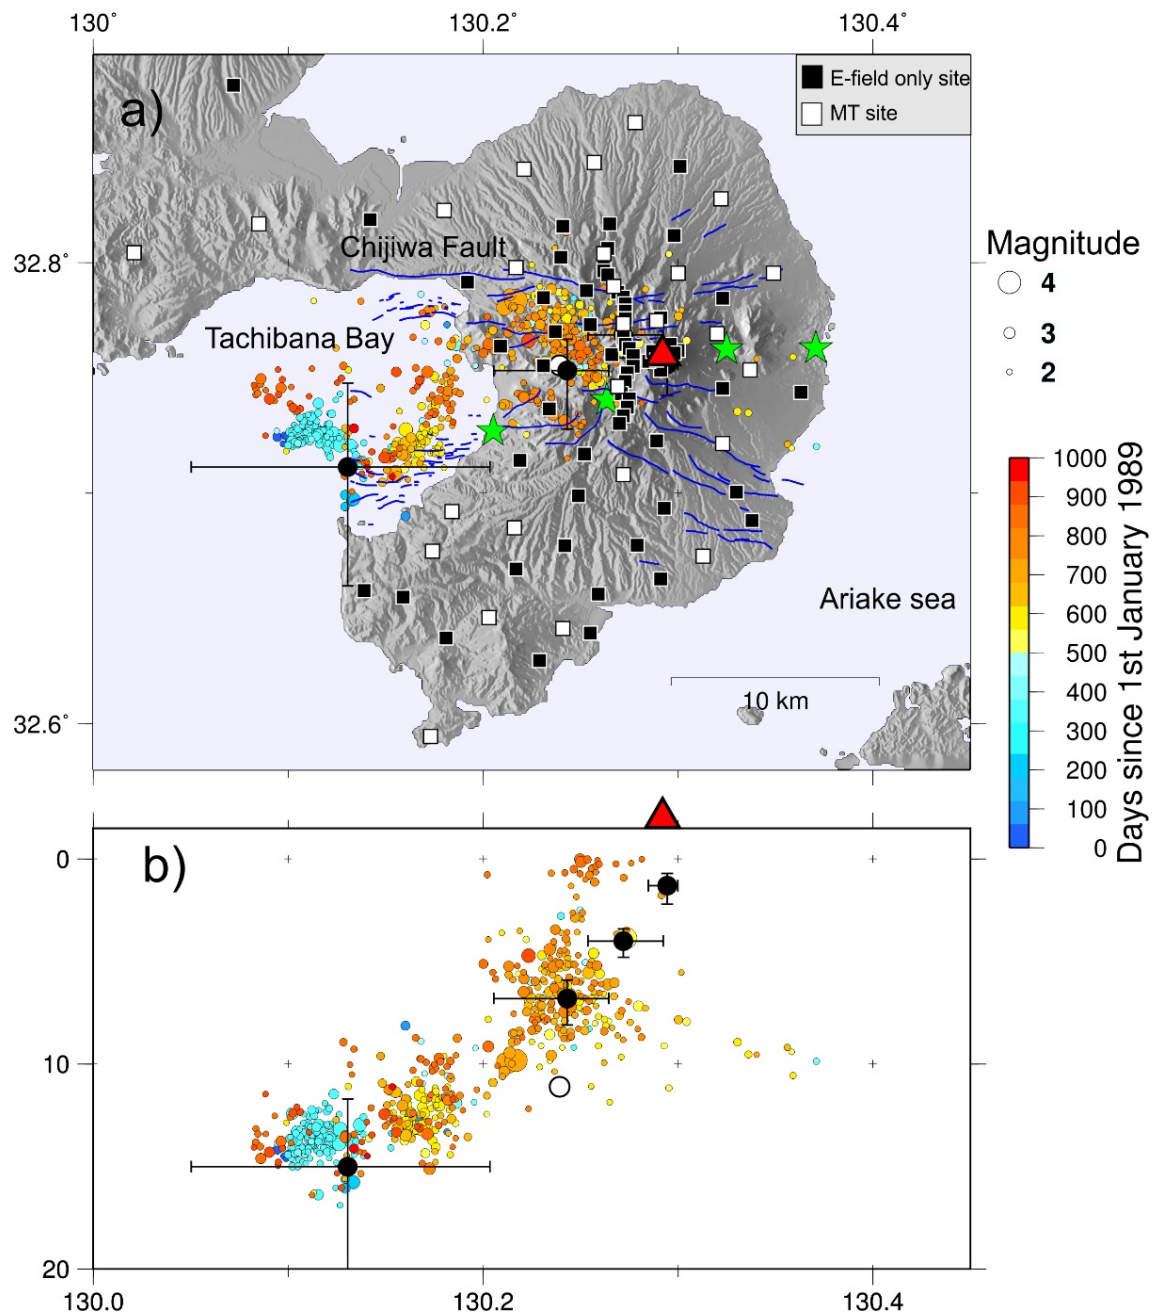 130° 130.2° 130.4°
a)
E-field only site
MT site
Chijiwa Fault
32.8°
Tachibana Bay
Ariake sea
10 km
32.6°
Magnitude
4
3
2
1000
900
800
700
600
500
400
300
200
100
0
Days since 1st January 1989
b)
0
10
20
130.0 130.2 130.4